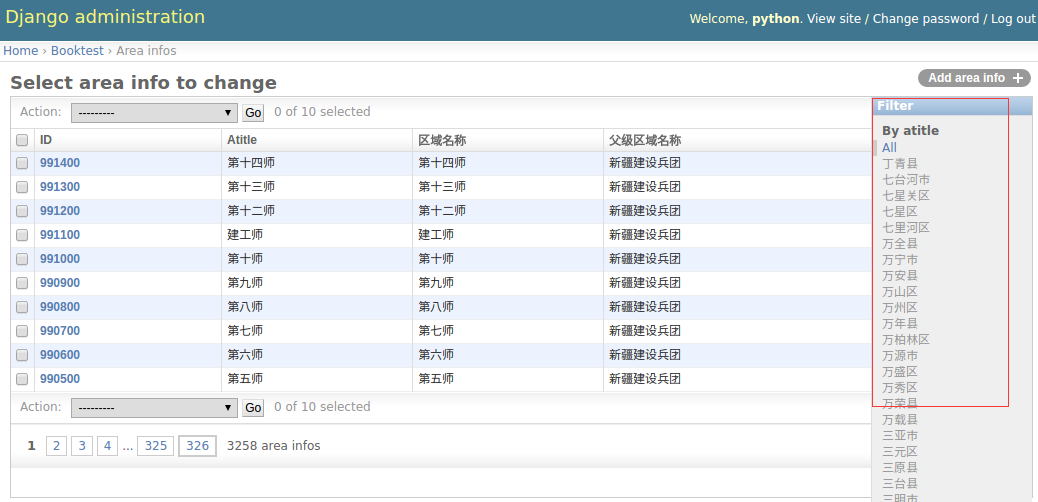 Django administration
Welcome, python. View site / Change password / Log out
Home › Booktest › Area infos
Select area info to change
Add area info +
Action: --------- Go 0 of 10 selected
ID Atitle 区域名称 父级区域名称
991400 第十四师 第十四师 新疆建设兵团
991300 第十三师 第十三师 新疆建设兵团
991200 第十二师 第十二师 新疆建设兵团
991100 建工师 建工师 新疆建设兵团
991000 第十师 第十师 新疆建设兵团
990900 第九师 第九师 新疆建设兵团
990800 第八师 第八师 新疆建设兵团
990700 第七师 第七师 新疆建设兵团
990600 第六师 第六师 新疆建设兵团
990500 第五师 第五师 新疆建设兵团
Action: --------- Go 0 of 10 selected
1 2 3 4 ... 325 326 3258 area infos
Filter
By atitle
All
丁青县
七台河市
七星关区
七星区
七里河区
万全县
万宁市
万安县
万山区
万州区
万年县
万柏林区
万源市
万盛区
万秀区
万荣县
万载县
三亚市
三元区
三原县
三台县
三明市